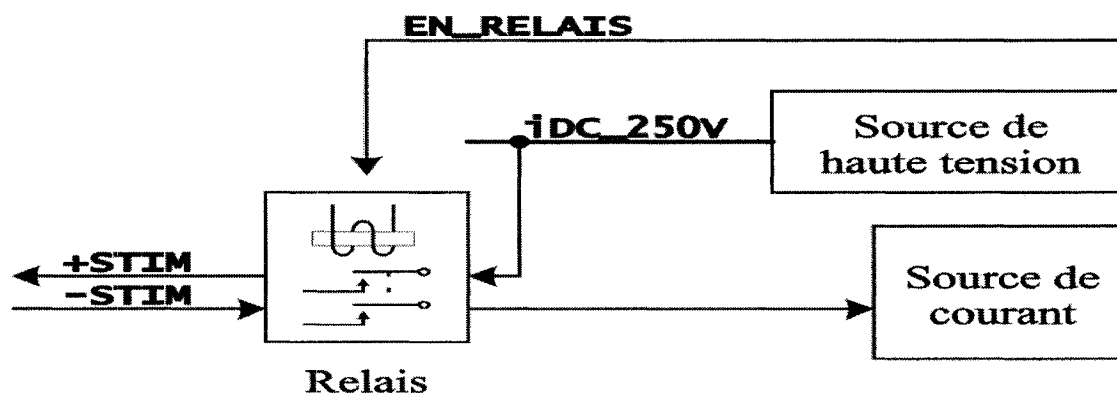 EN_RELAIS
iDC_250V
Source de
haute tension
+STIM
-STIM
Source de
courant
Relais